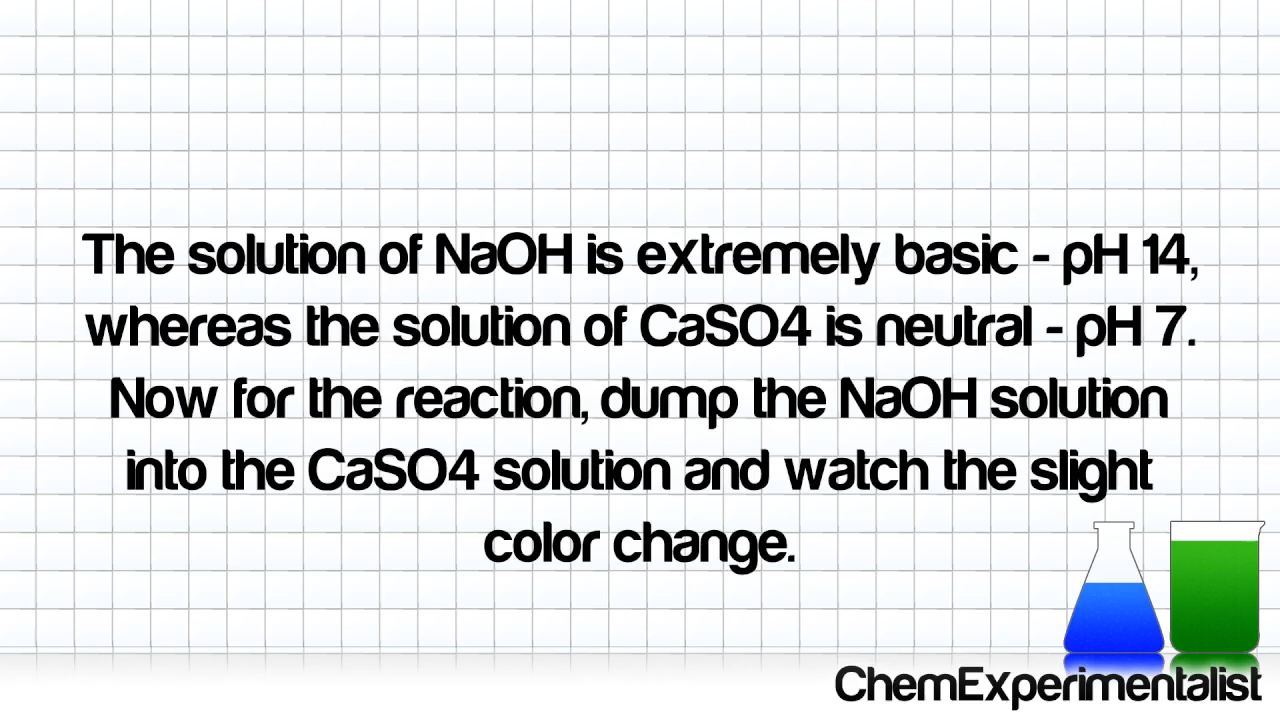 The solution of NaOH is extremely basic - pH 14,
whereas the solution of CaSO4 is neutral - pH 7.
Now for the reaction, dump the NaOH solution
into the CaSO4 solution and watch the slight
color change.
ChemExperimentalist